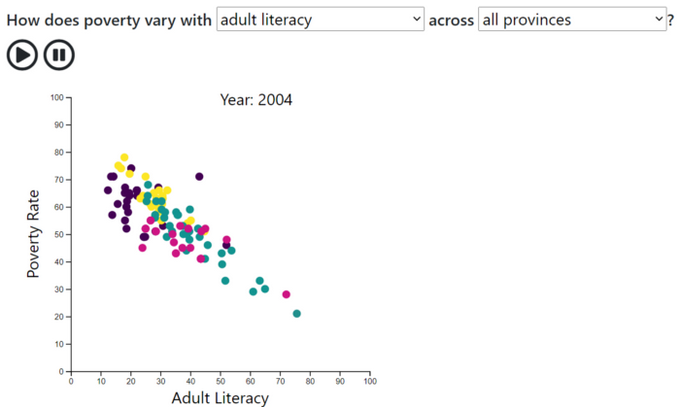 How does poverty vary with adult literacy across all provinces ?
Year: 2004
100
90
80
70
60
50
40
30
20
10
0
Poverty Rate
0 10 20 30 40 50 60 70 80 90 100
Adult Literacy